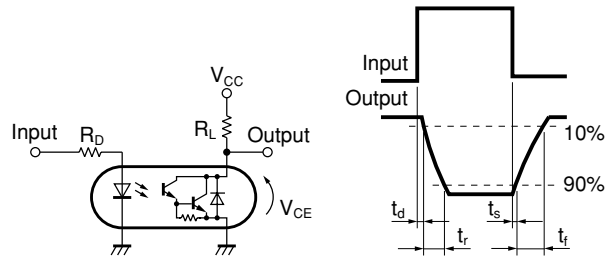 Input
R_D
V_CC
R_L
Output
V_CE
Input
Output
10%
90%
t_d
t_r
t_s
t_f